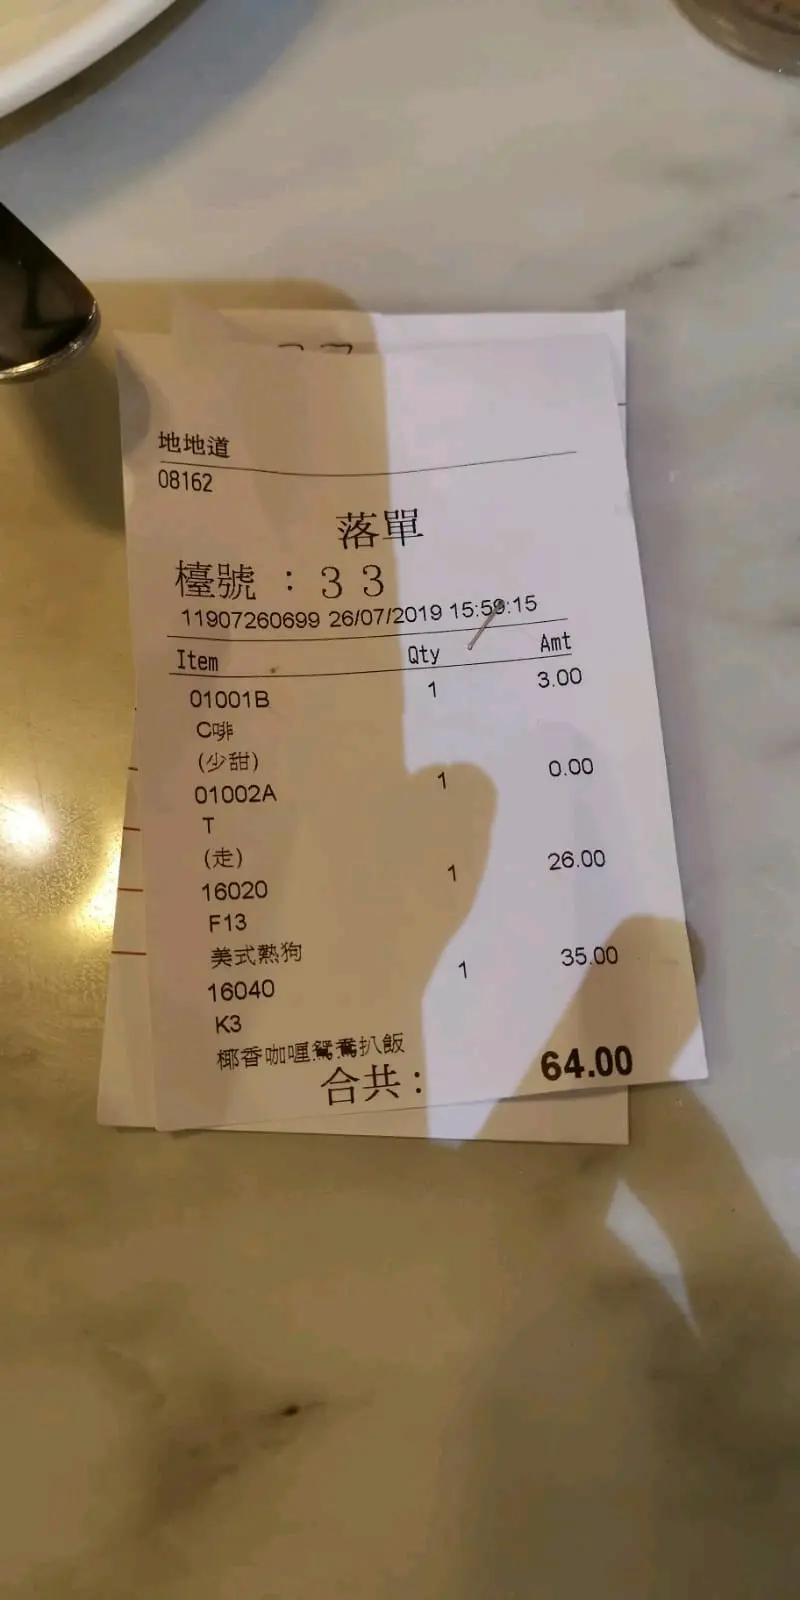 地地道
08162
落單
檯號 : 33
11907260699 26/07/2019 15:59:15
Item Qty Amt
01001B 1 3.00
C啡
(少甜)
01002A 1 0.00
T
(走)
16020 1 26.00
F13
美式熱狗
16040 1 35.00
K3
椰香咖喱鴛鴦扒飯
合共: 64.00